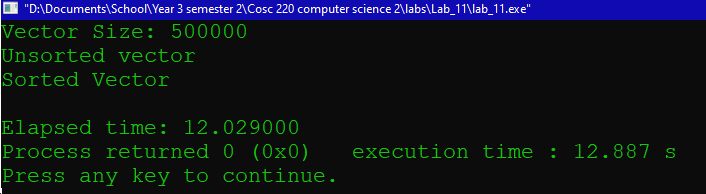 "D:\Documents\School\Year 3 semester 2\Cosc 220 computer science 2\labs\Lab_11\lab_11.exe"
Vector Size: 500000
Unsorted vector
Sorted Vector
Elapsed time: 12.029000
Process returned 0 (0x0)   execution time : 12.887 s
Press any key to continue.